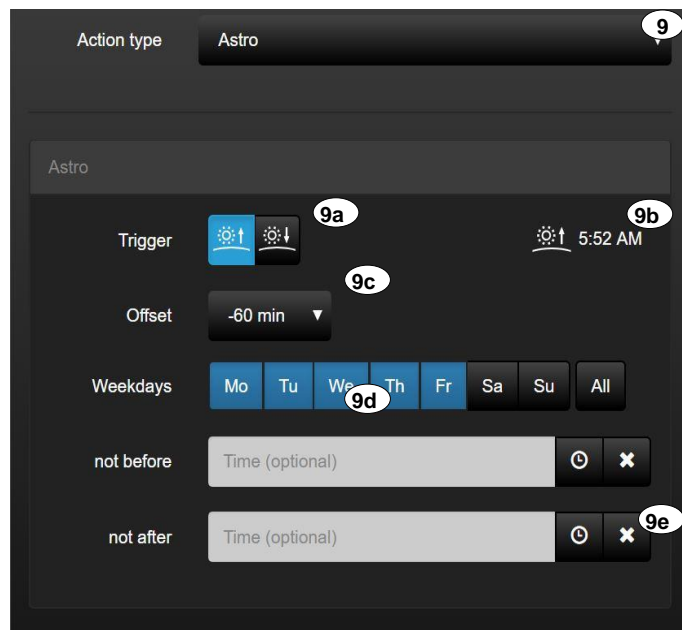 Action type Astro 9
Astro
9a 9b
Trigger 5:52 AM
9c
Offset -60 min
Weekdays Mo Tu We Th Fr Sa Su All
9d
not before Time (optional)
not after Time (optional) 9e